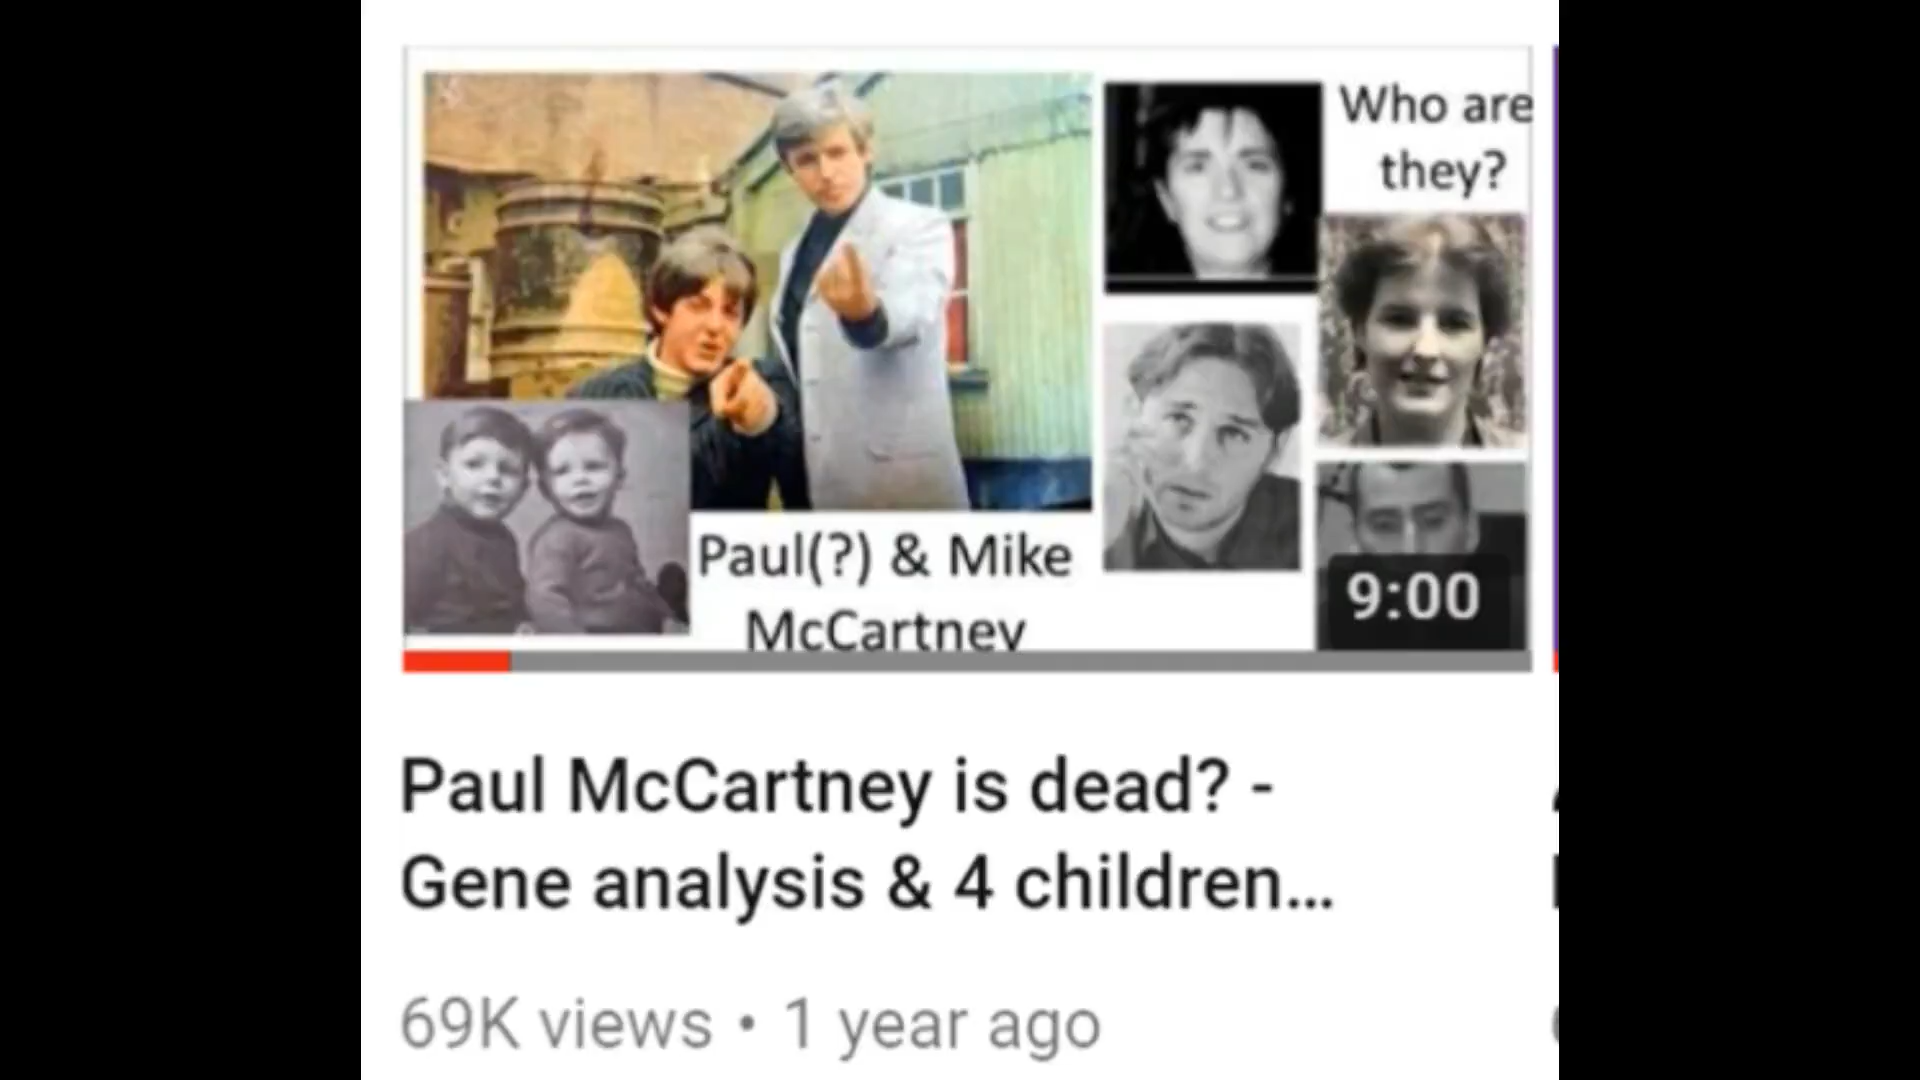 Who are
they?
Paul(?) & Mike
McCartney
9:00
Paul McCartney is dead? -
Gene analysis & 4 children...
69K views • 1 year ago